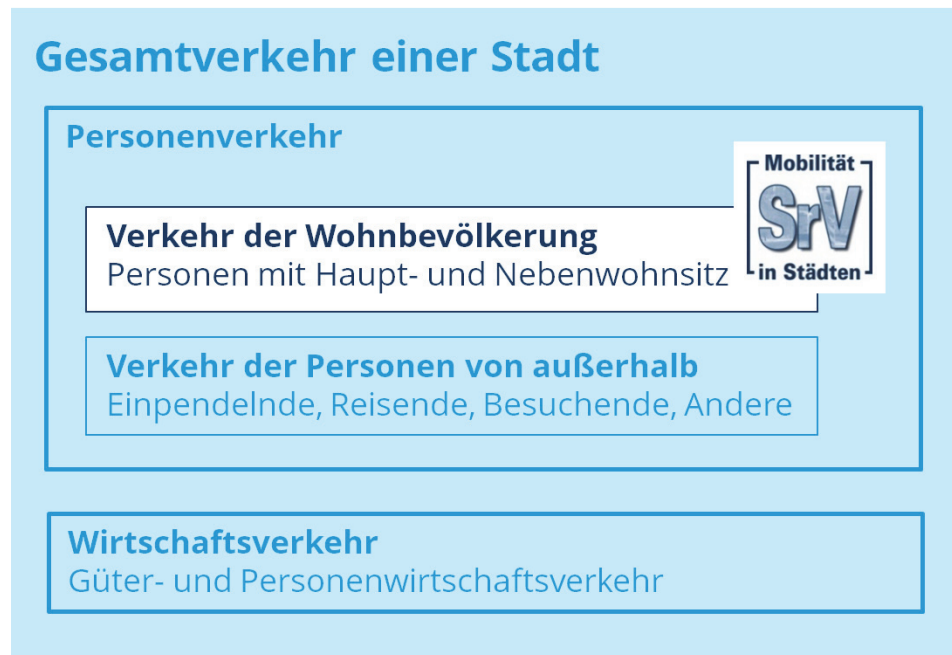 Gesamtverkehr einer Stadt
Personenverkehr
Mobilität
SrV
in Städten
Verkehr der Wohnbevölkerung
Personen mit Haupt- und Nebenwohnsitz
Verkehr der Personen von außerhalb
Einpendelnde, Reisende, Besuchende, Andere
Wirtschaftsverkehr
Güter- und Personenwirtschaftsverkehr